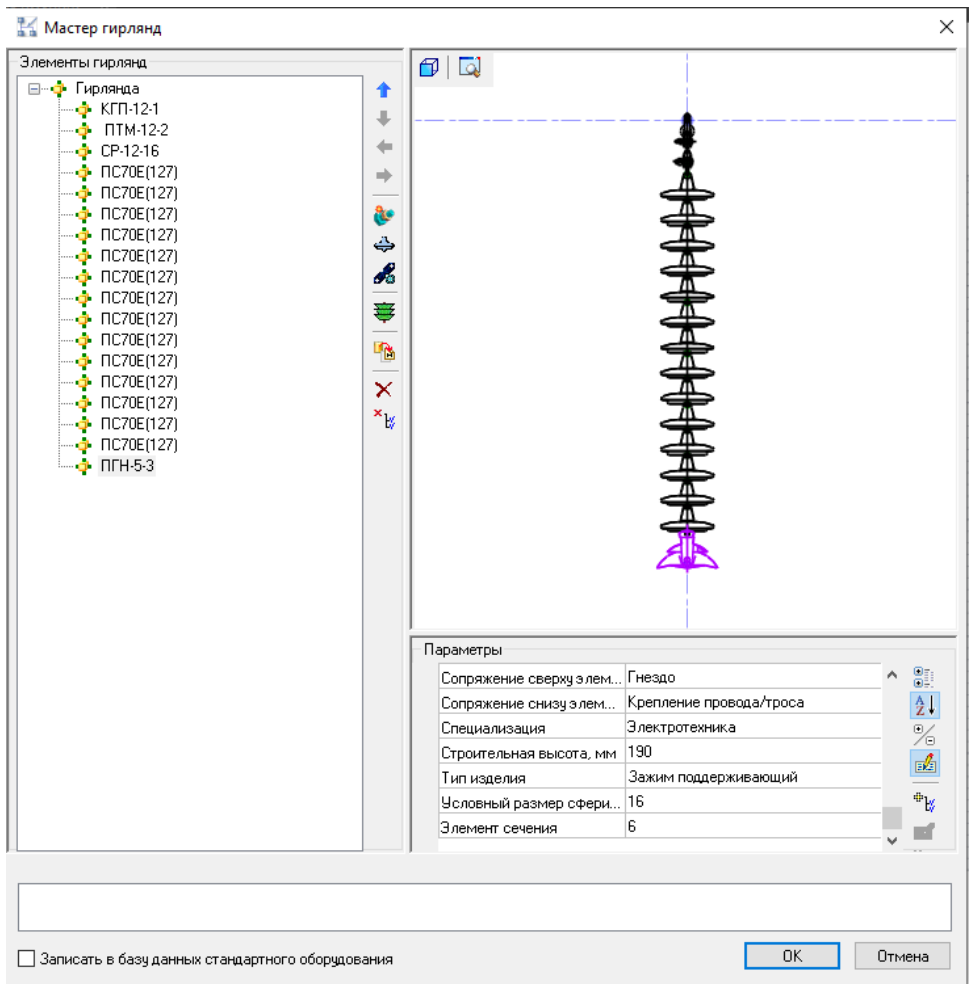 Мастер гирлянд
Элементы гирлянд
Гирлянда
КГП-12-1
ПТМ-12-2
СР-12-16
ПС70Е(127)
ПС70Е(127)
ПС70Е(127)
ПС70Е(127)
ПС70Е(127)
ПС70Е(127)
ПС70Е(127)
ПС70Е(127)
ПС70Е(127)
ПС70Е(127)
ПС70Е(127)
ПС70Е(127)
ПС70Е(127)
ПС70Е(127)
ПГН-5-3
Параметры
Сопряжение сверху элем... Гнездо
Сопряжение снизу элем... Крепление провода/троса
Специализация Электротехника
Строительная высота, мм 190
Тип изделия Зажим поддерживающий
Условный размер сфери... 16
Элемент сечения 6
Записать в базу данных стандартного оборудования
OK Отмена